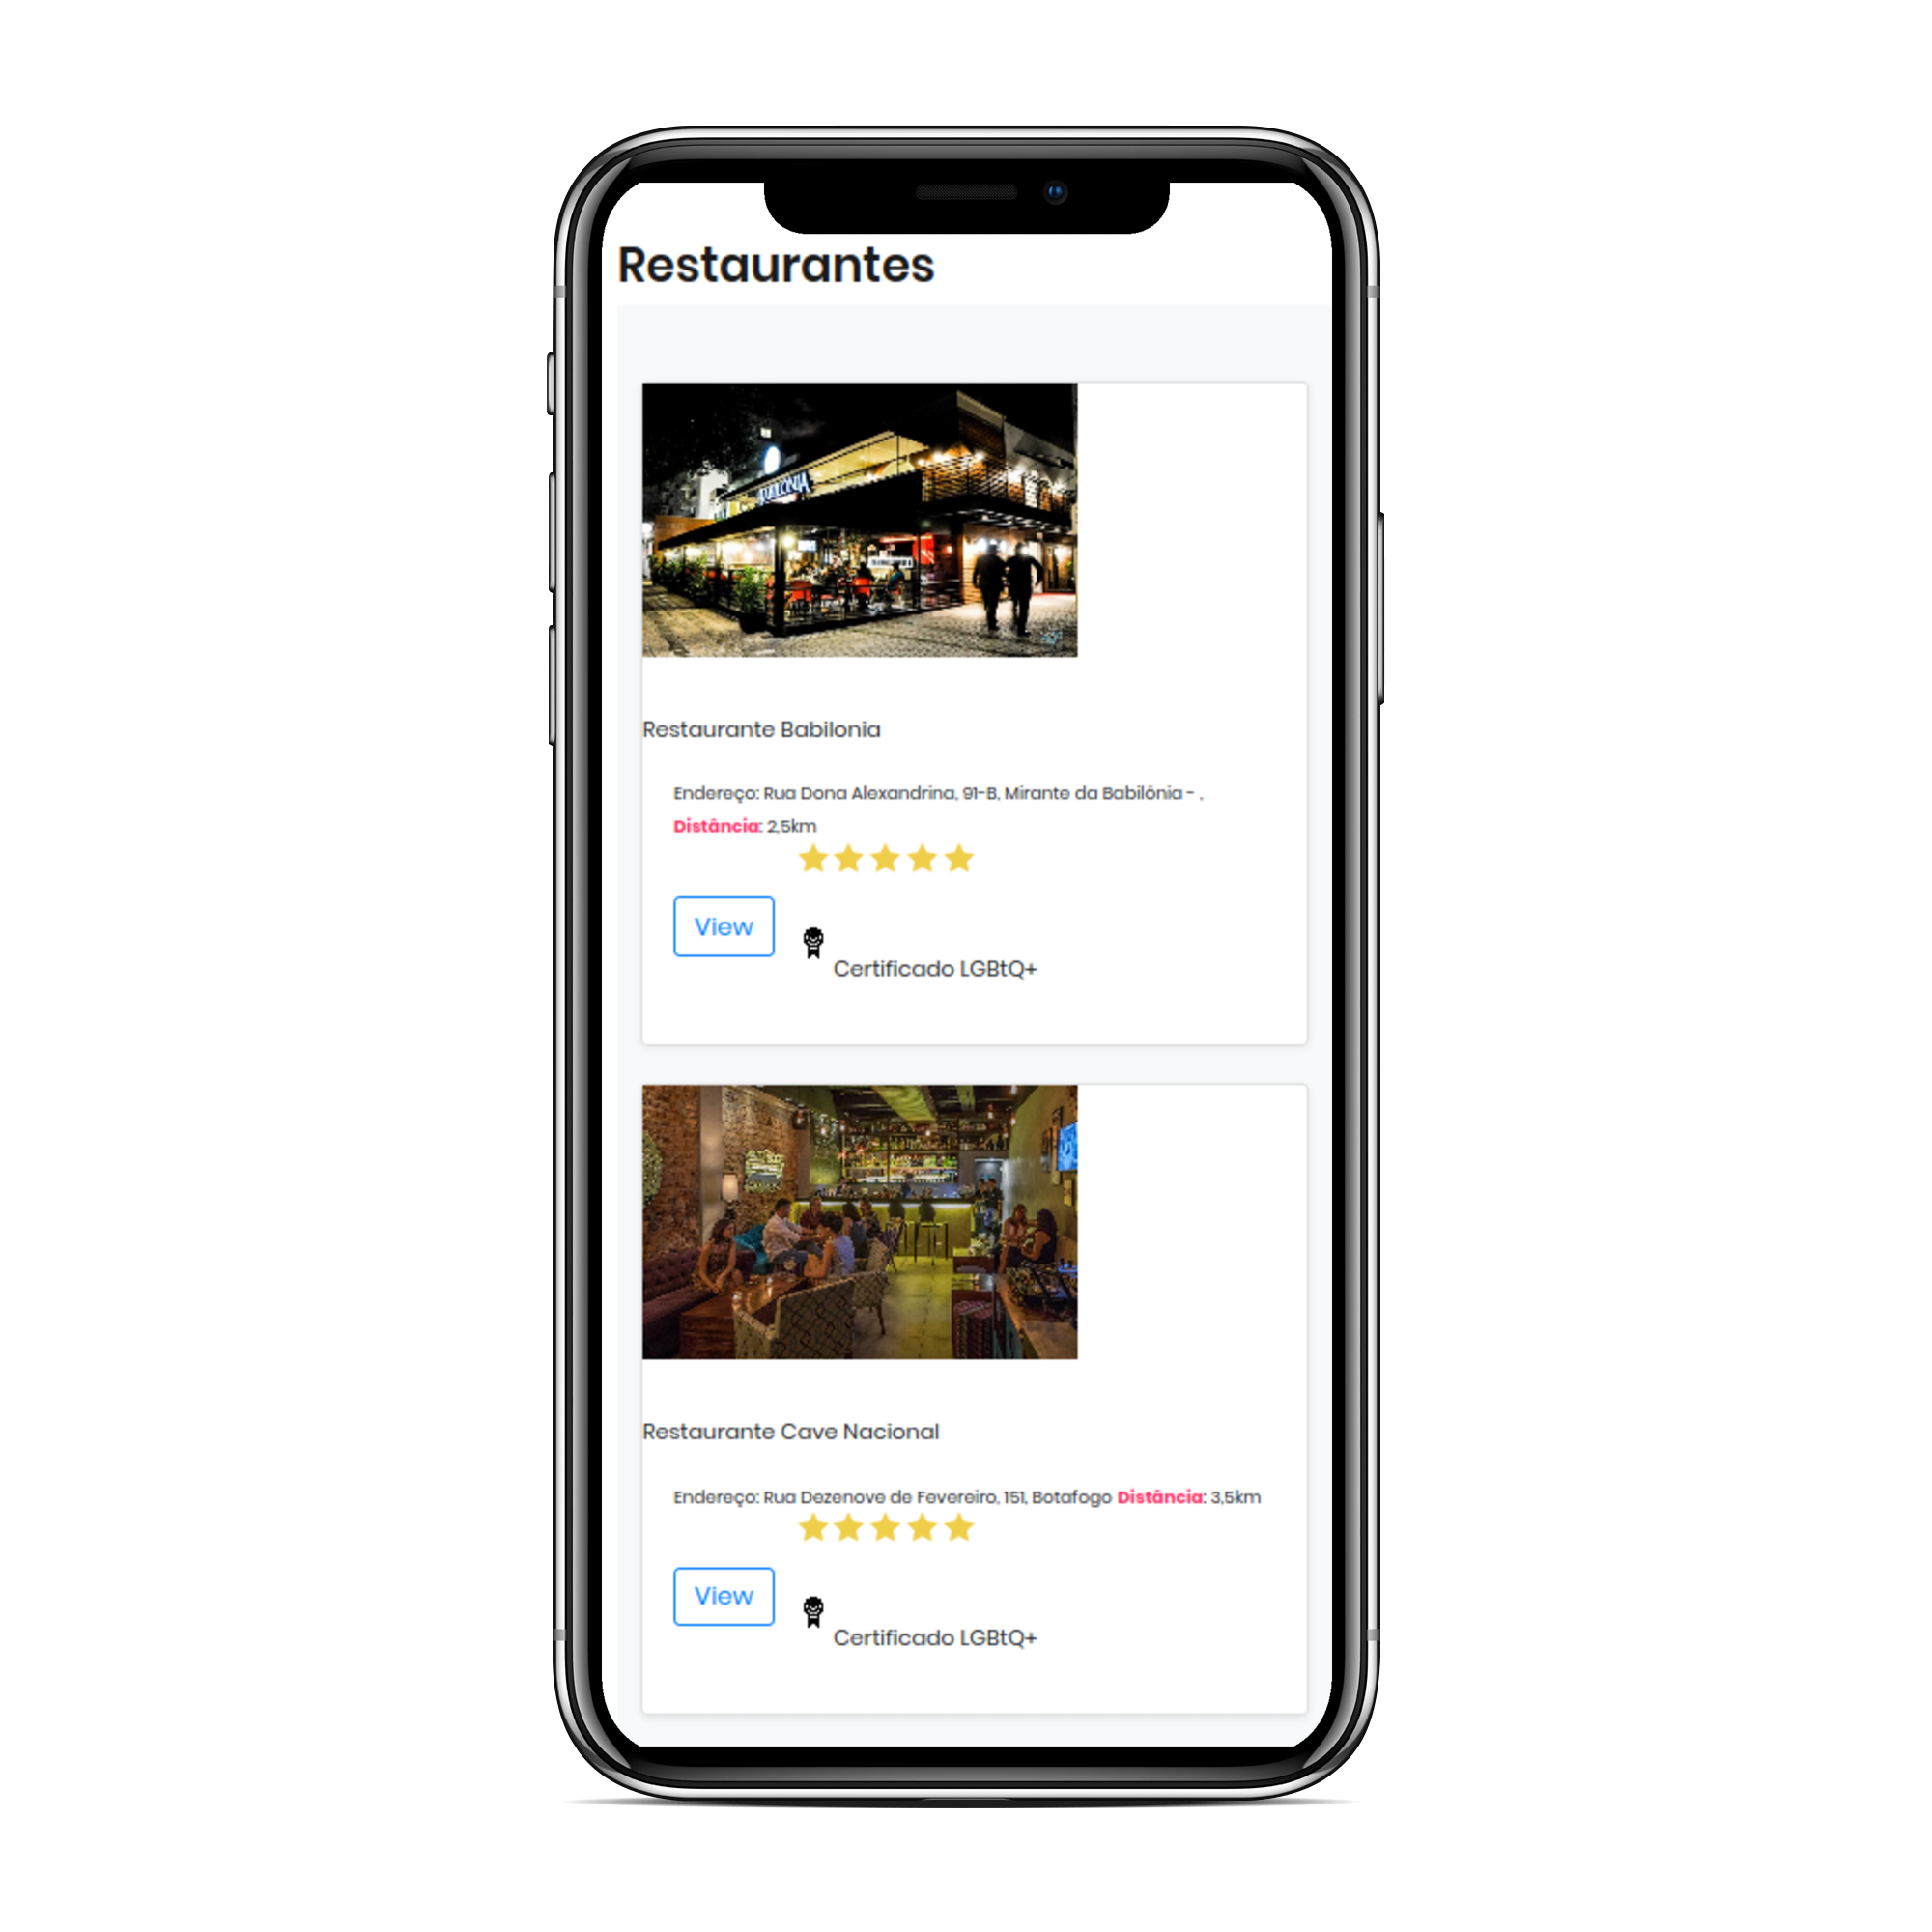 Restaurantes
BABILONIA
Restaurante Babilonia
Endereço: Rua Dona Alexandrina, 91-B, Mirante da Babilônia - .
Distância: 2,5km
View
Certificado LGBtQ+
Restaurante Cave Nacional
Endereço: Rua Dezenove de Fevereiro, 151, Botafogo Distância: 3,5km
View
Certificado LGBtQ+